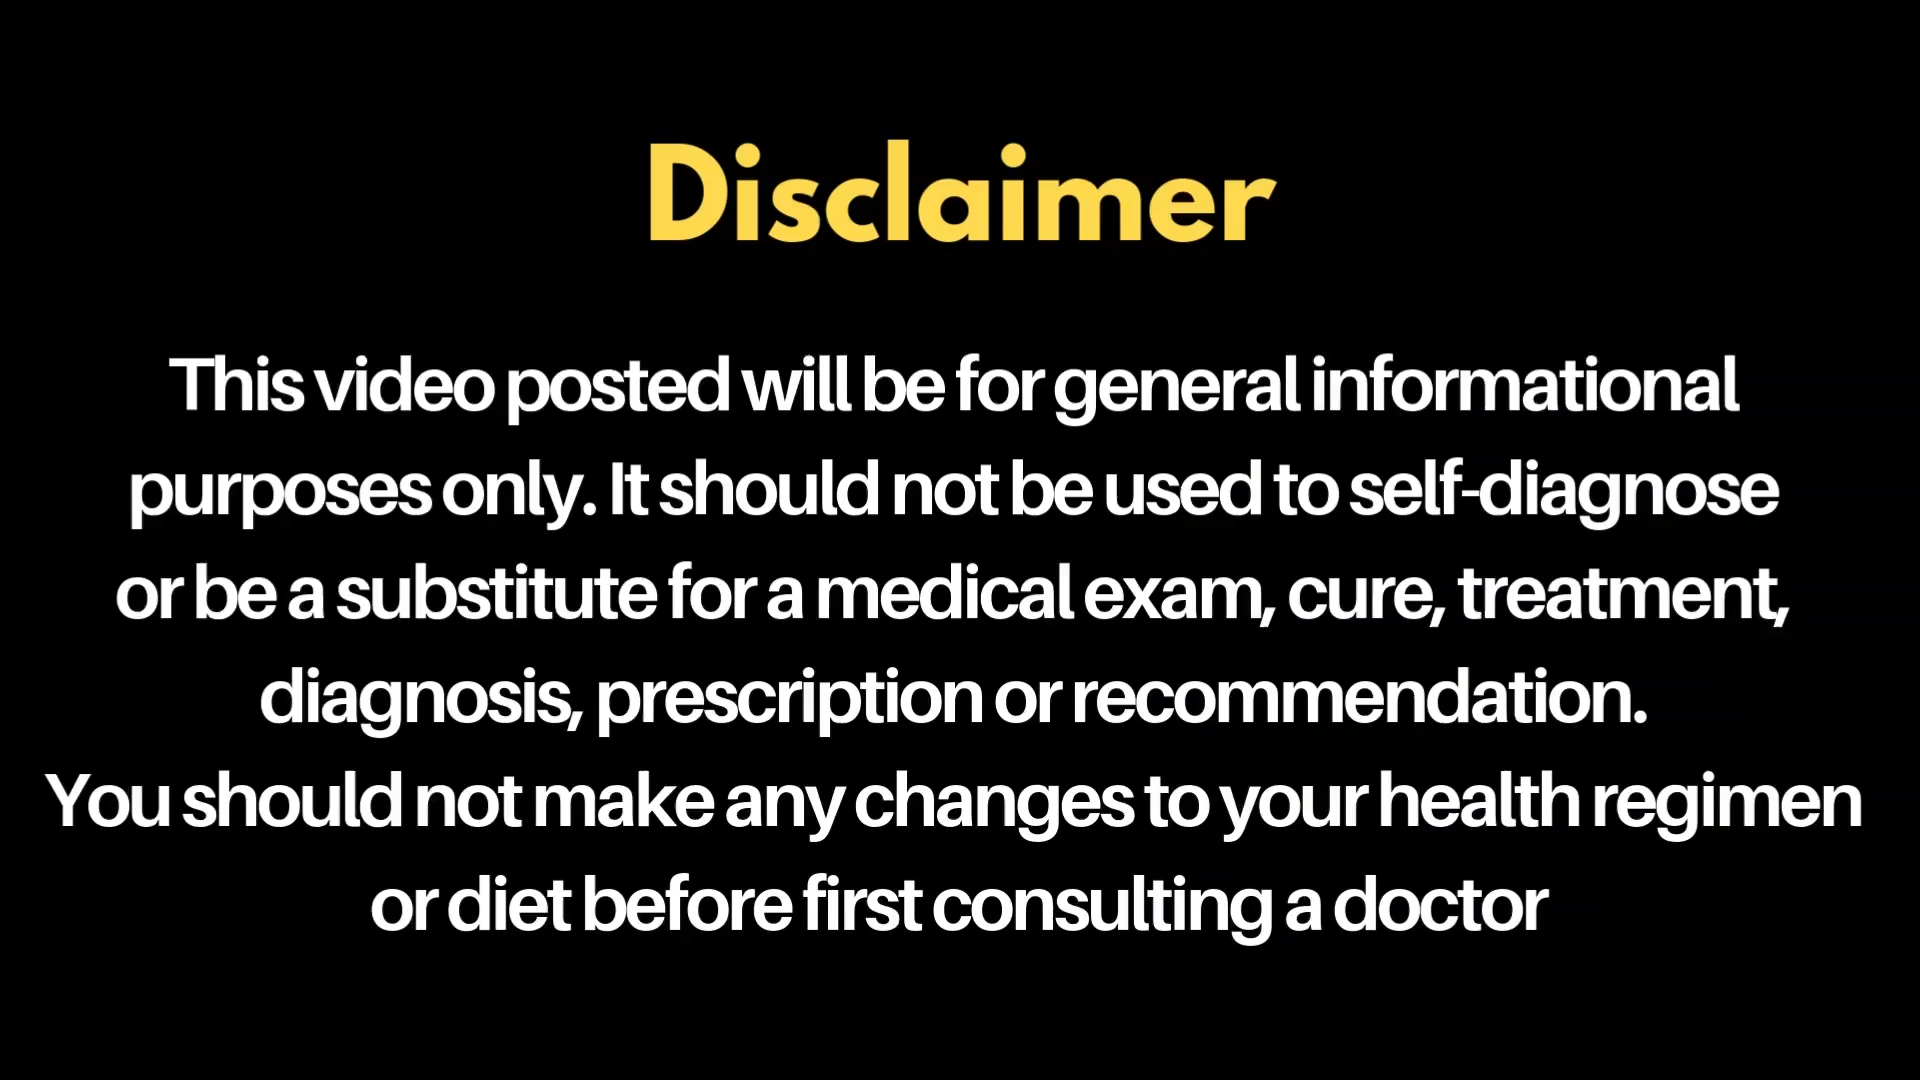 Disclaimer
This video posted will be for general informational
purposes only. It should not be used to self-diagnose
or be a substitute for a medical exam, cure, treatment,
diagnosis, prescription or recommendation.
You should not make any changes to your health regimen
or diet before first consulting a doctor